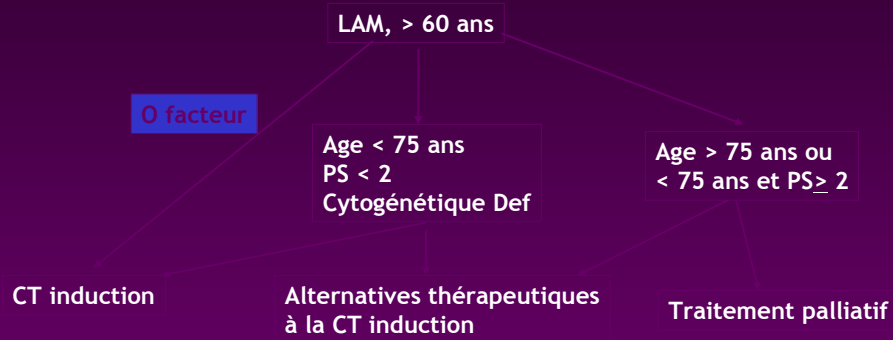 LAM, > 60 ans
O facteur
Age < 75 ans
PS < 2
Cytogénétique Def
Age > 75 ans ou
< 75 ans et PS> 2
CT induction
Alternatives thérapeutiques
à la CT induction
Traitement palliatif